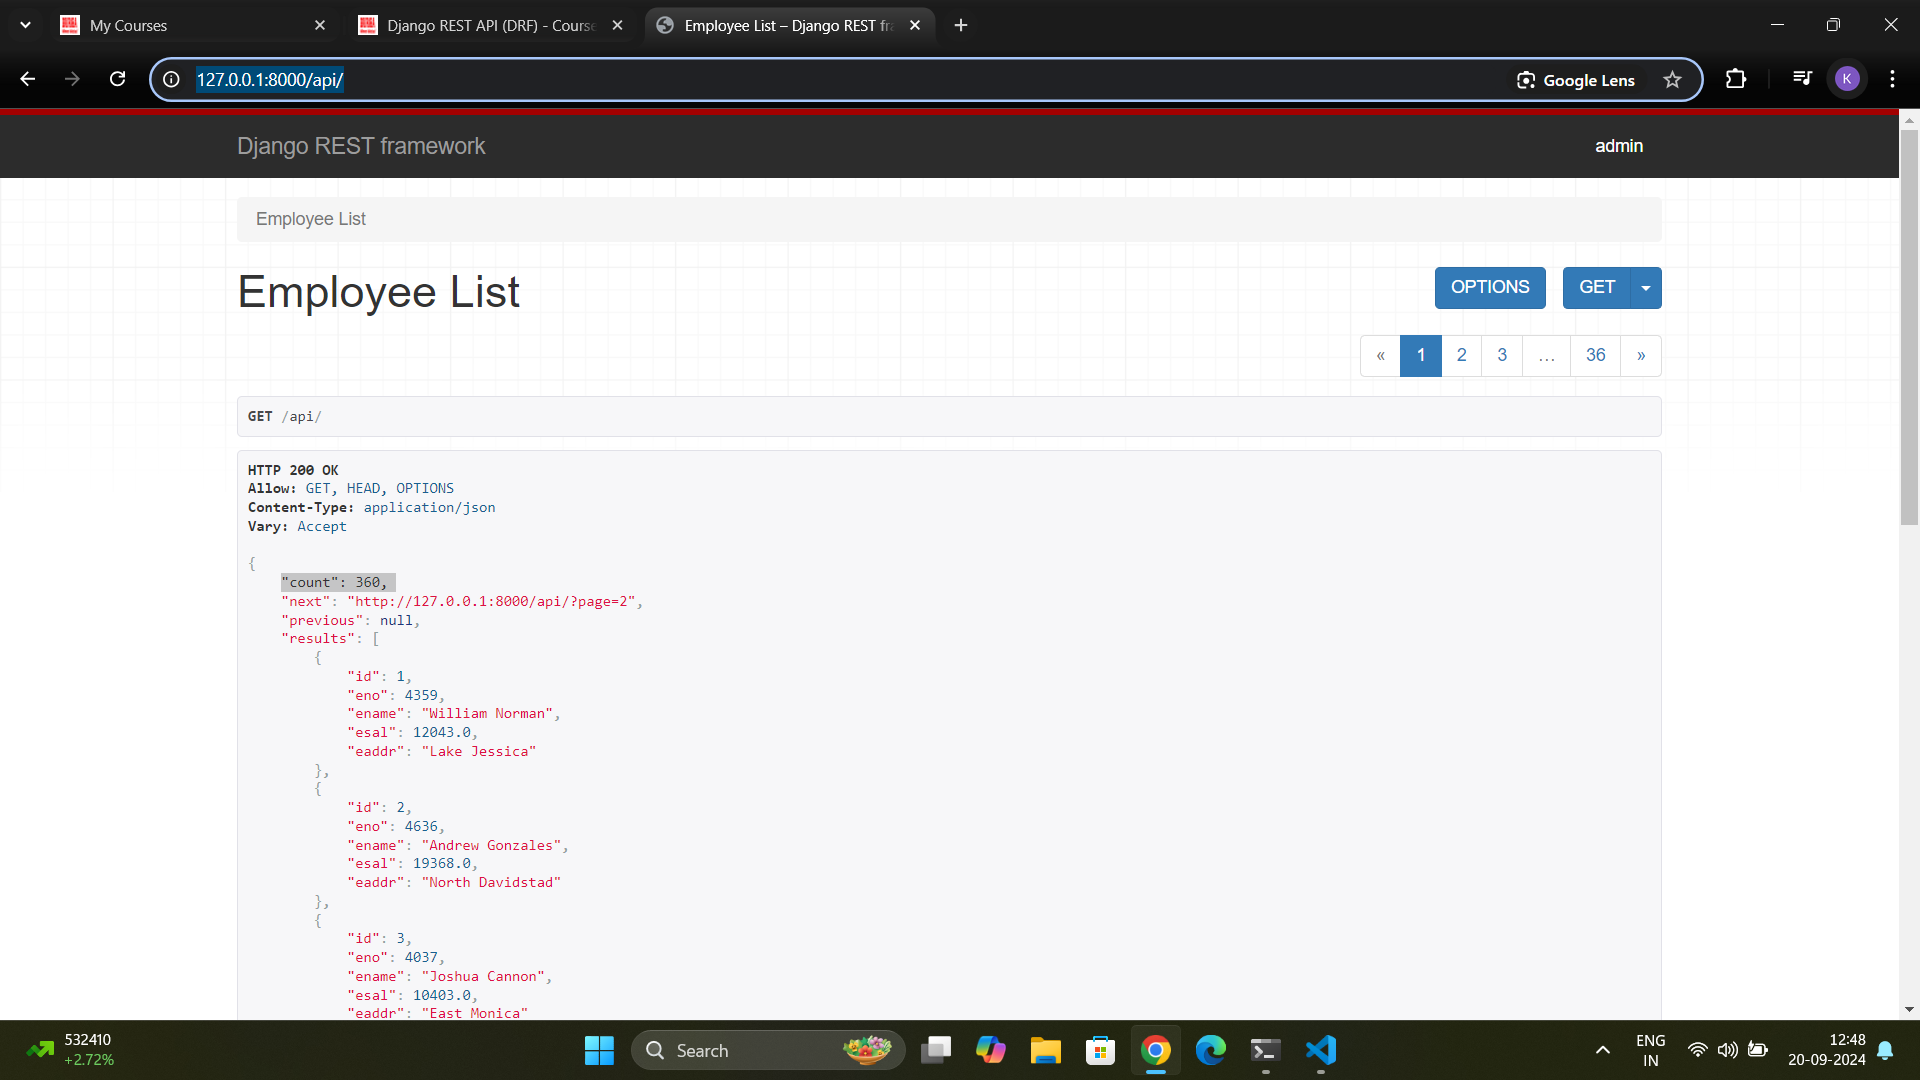 My Courses
Django REST API (DRF) - Course
Employee List – Django REST fra
127.0.0.1:8000/api/
Google Lens
K
Django REST framework
admin
Employee List
Employee List
OPTIONS
GET
« 1 2 3 … 36 »
GET /api/
HTTP 200 OK
Allow: GET, HEAD, OPTIONS
Content-Type: application/json
Vary: Accept
{
"count": 360,
"next": "http://127.0.0.1:8000/api/?page=2",
"previous": null,
"results": [
{
"id": 1,
"eno": 4359,
"ename": "William Norman",
"esal": 12043.0,
"eaddr": "Lake Jessica"
},
{
"id": 2,
"eno": 4636,
"ename": "Andrew Gonzales",
"esal": 19368.0,
"eaddr": "North Davidstad"
},
{
"id": 3,
"eno": 4037,
"ename": "Joshua Cannon",
"esal": 10403.0,
"eaddr": "East Monica"
532410
+2.72%
Search
ENG
IN
12:48
20-09-2024